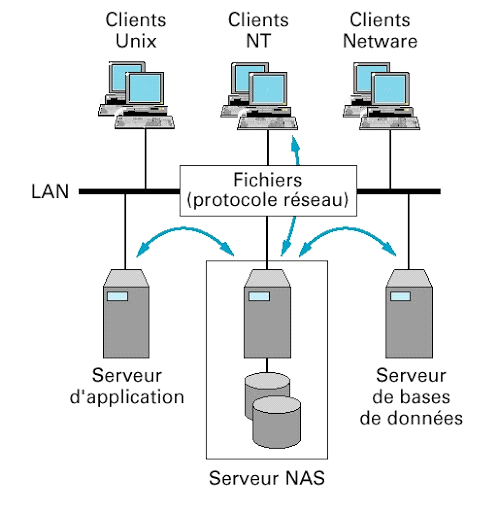 Clients
Unix
Clients
NT
Clients
Netware
LAN
Fichiers
(protocole réseau)
Serveur
d'application
Serveur
de bases
de données
Serveur NAS